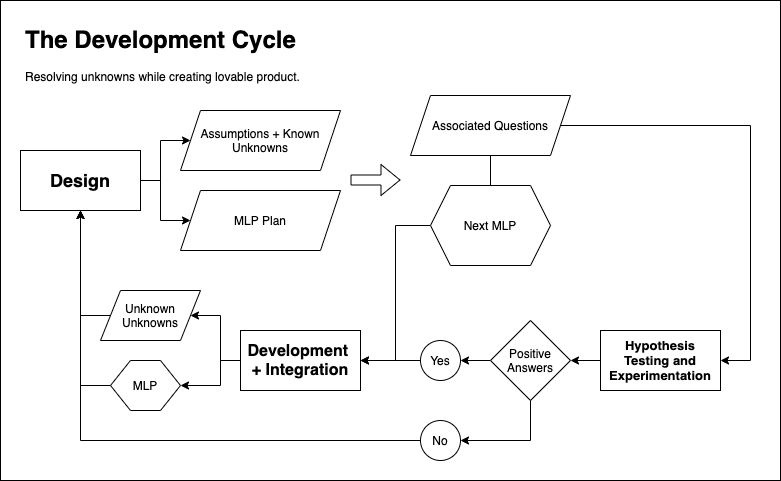 The Development Cycle
Resolving unknowns while creating lovable product.
Assumptions + Known
Unknowns
Associated Questions
Design
MLP Plan
Next MLP
Unknown
Unknowns
Development
+ Integration
Yes
Positive
Answers
Hypothesis
Testing and
Experimentation
MLP
No